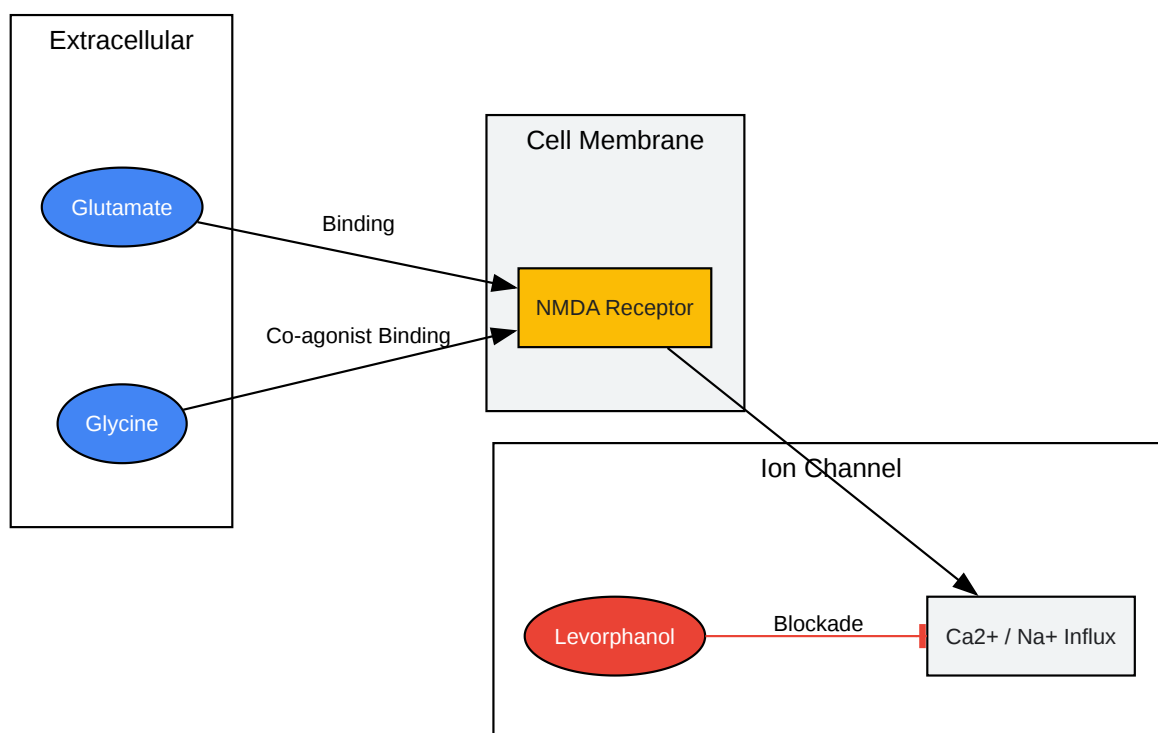 Extracellular
Glutamate
Glycine
Binding
Co-agonist Binding
Cell Membrane
NMDA Receptor
Ion Channel
Levorphanol
Blockade
Ca2+ / Na+ Influx